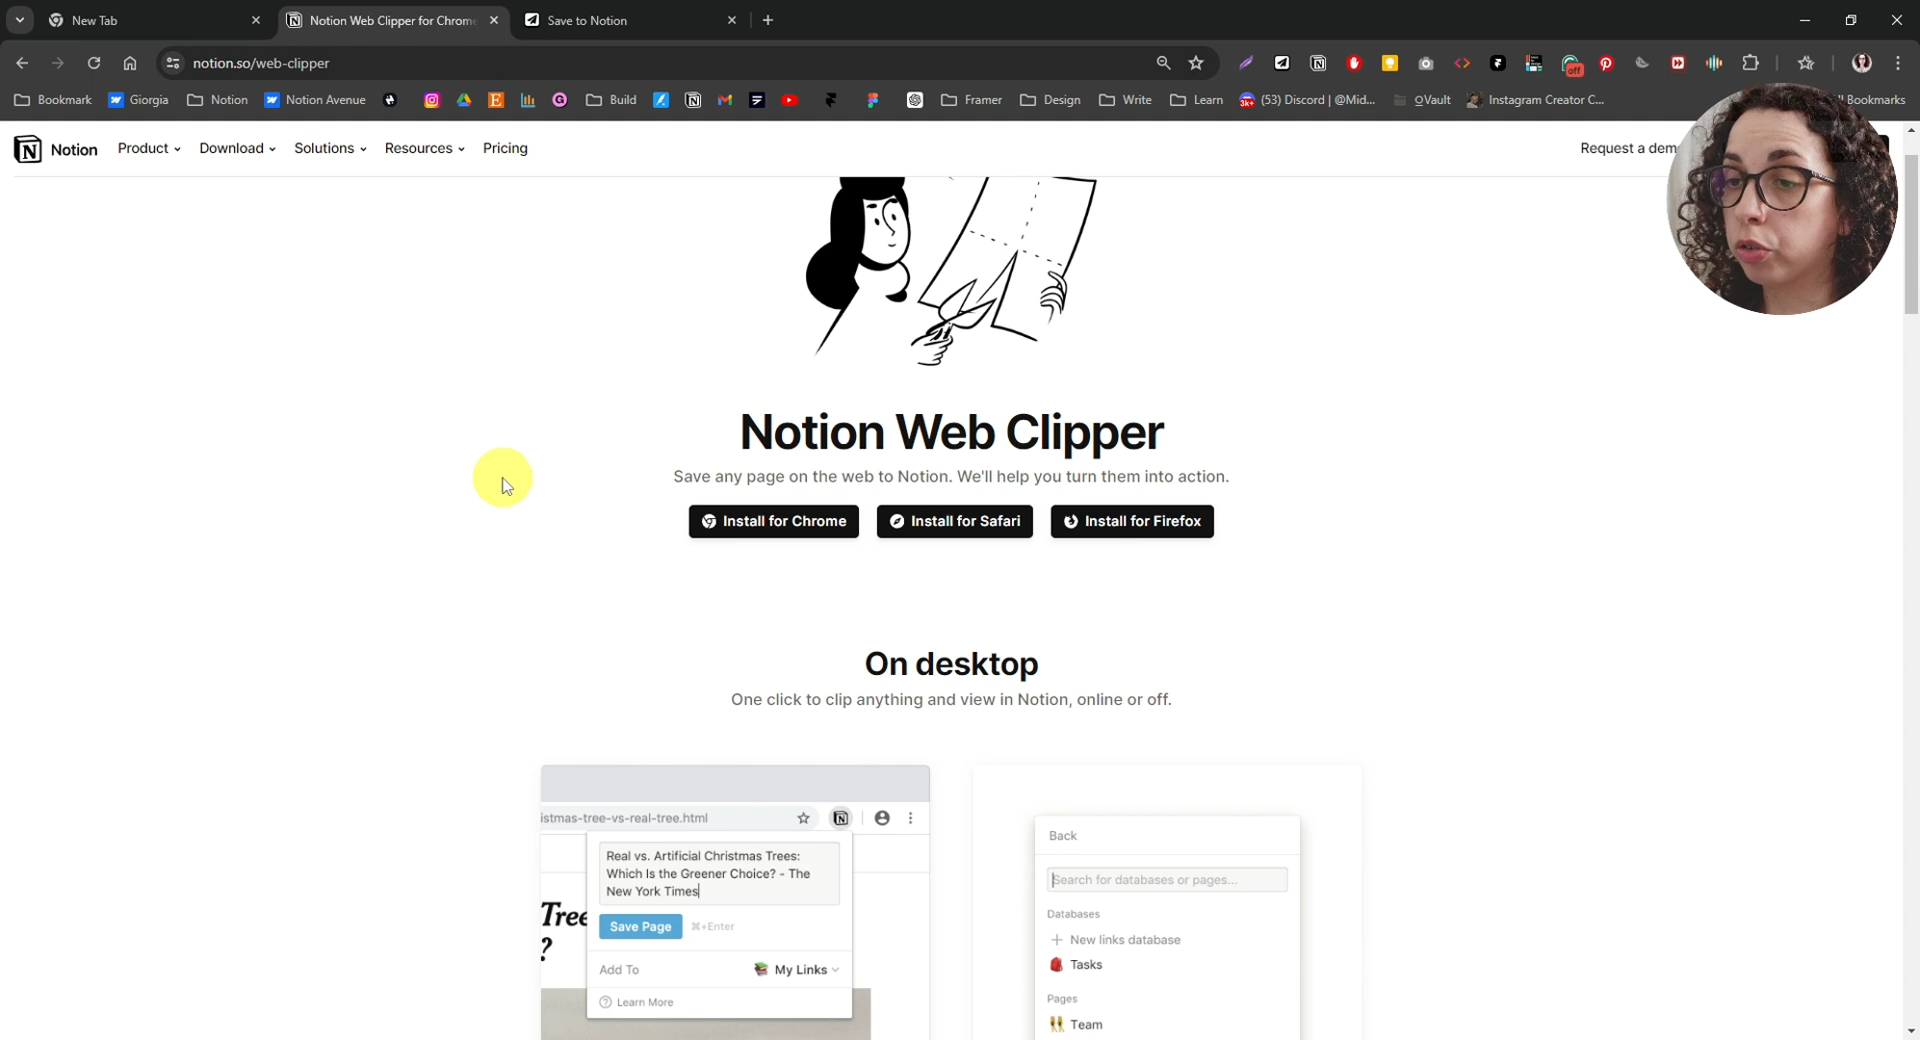 New Tab
Notion Web Clipper for Chrome
Save to Notion
notion.so/web-clipper
off
Bookmark
Giorgia
Notion
Notion Avenue
Build
Framer
Design
Write
Learn
(53) Discord | @Mid...
QVault
Instagram Creator C...
Bookmarks
Notion
Product
Download
Solutions
Resources
Pricing
Request a dem
Notion Web Clipper
Save any page on the web to Notion. We'll help you turn them into action.
Install for Chrome
Install for Safari
Install for Firefox
On desktop
One click to clip anything and view in Notion, online or off.
istmas-tree-vs-real-tree.html
Real vs. Artificial Christmas Trees:
Which Is the Greener Choice? - The
New York Times
Tree
?
Save Page
⌘+Enter
Add To
My Links
Learn More
Back
Search for databases or pages...
Databases
New links database
Tasks
Pages
Team